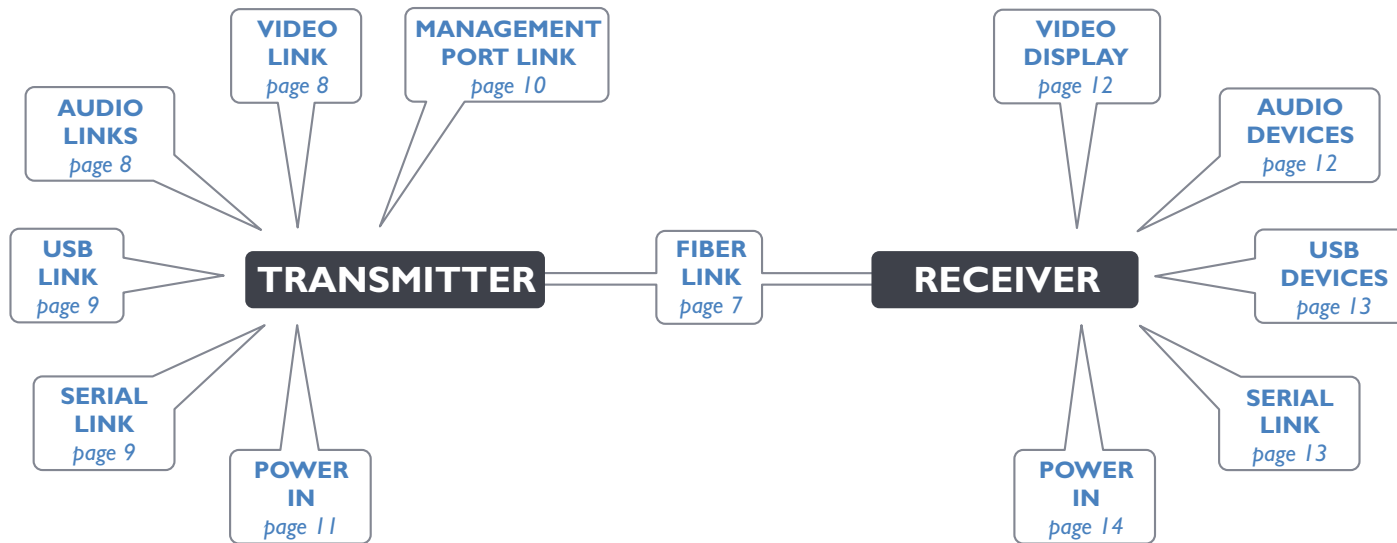 VIDEO
LINK
page 8
MANAGEMENT
PORT LINK
page 10
VIDEO
DISPLAY
page 12
AUDIO
LINKS
page 8
AUDIO
DEVICES
page 12
USB
LINK
page 9
TRANSMITTER
FIBER
LINK
page 7
RECEIVER
USB
DEVICES
page 13
SERIAL
LINK
page 9
SERIAL
LINK
page 13
POWER
IN
page 11
POWER
IN
page 14